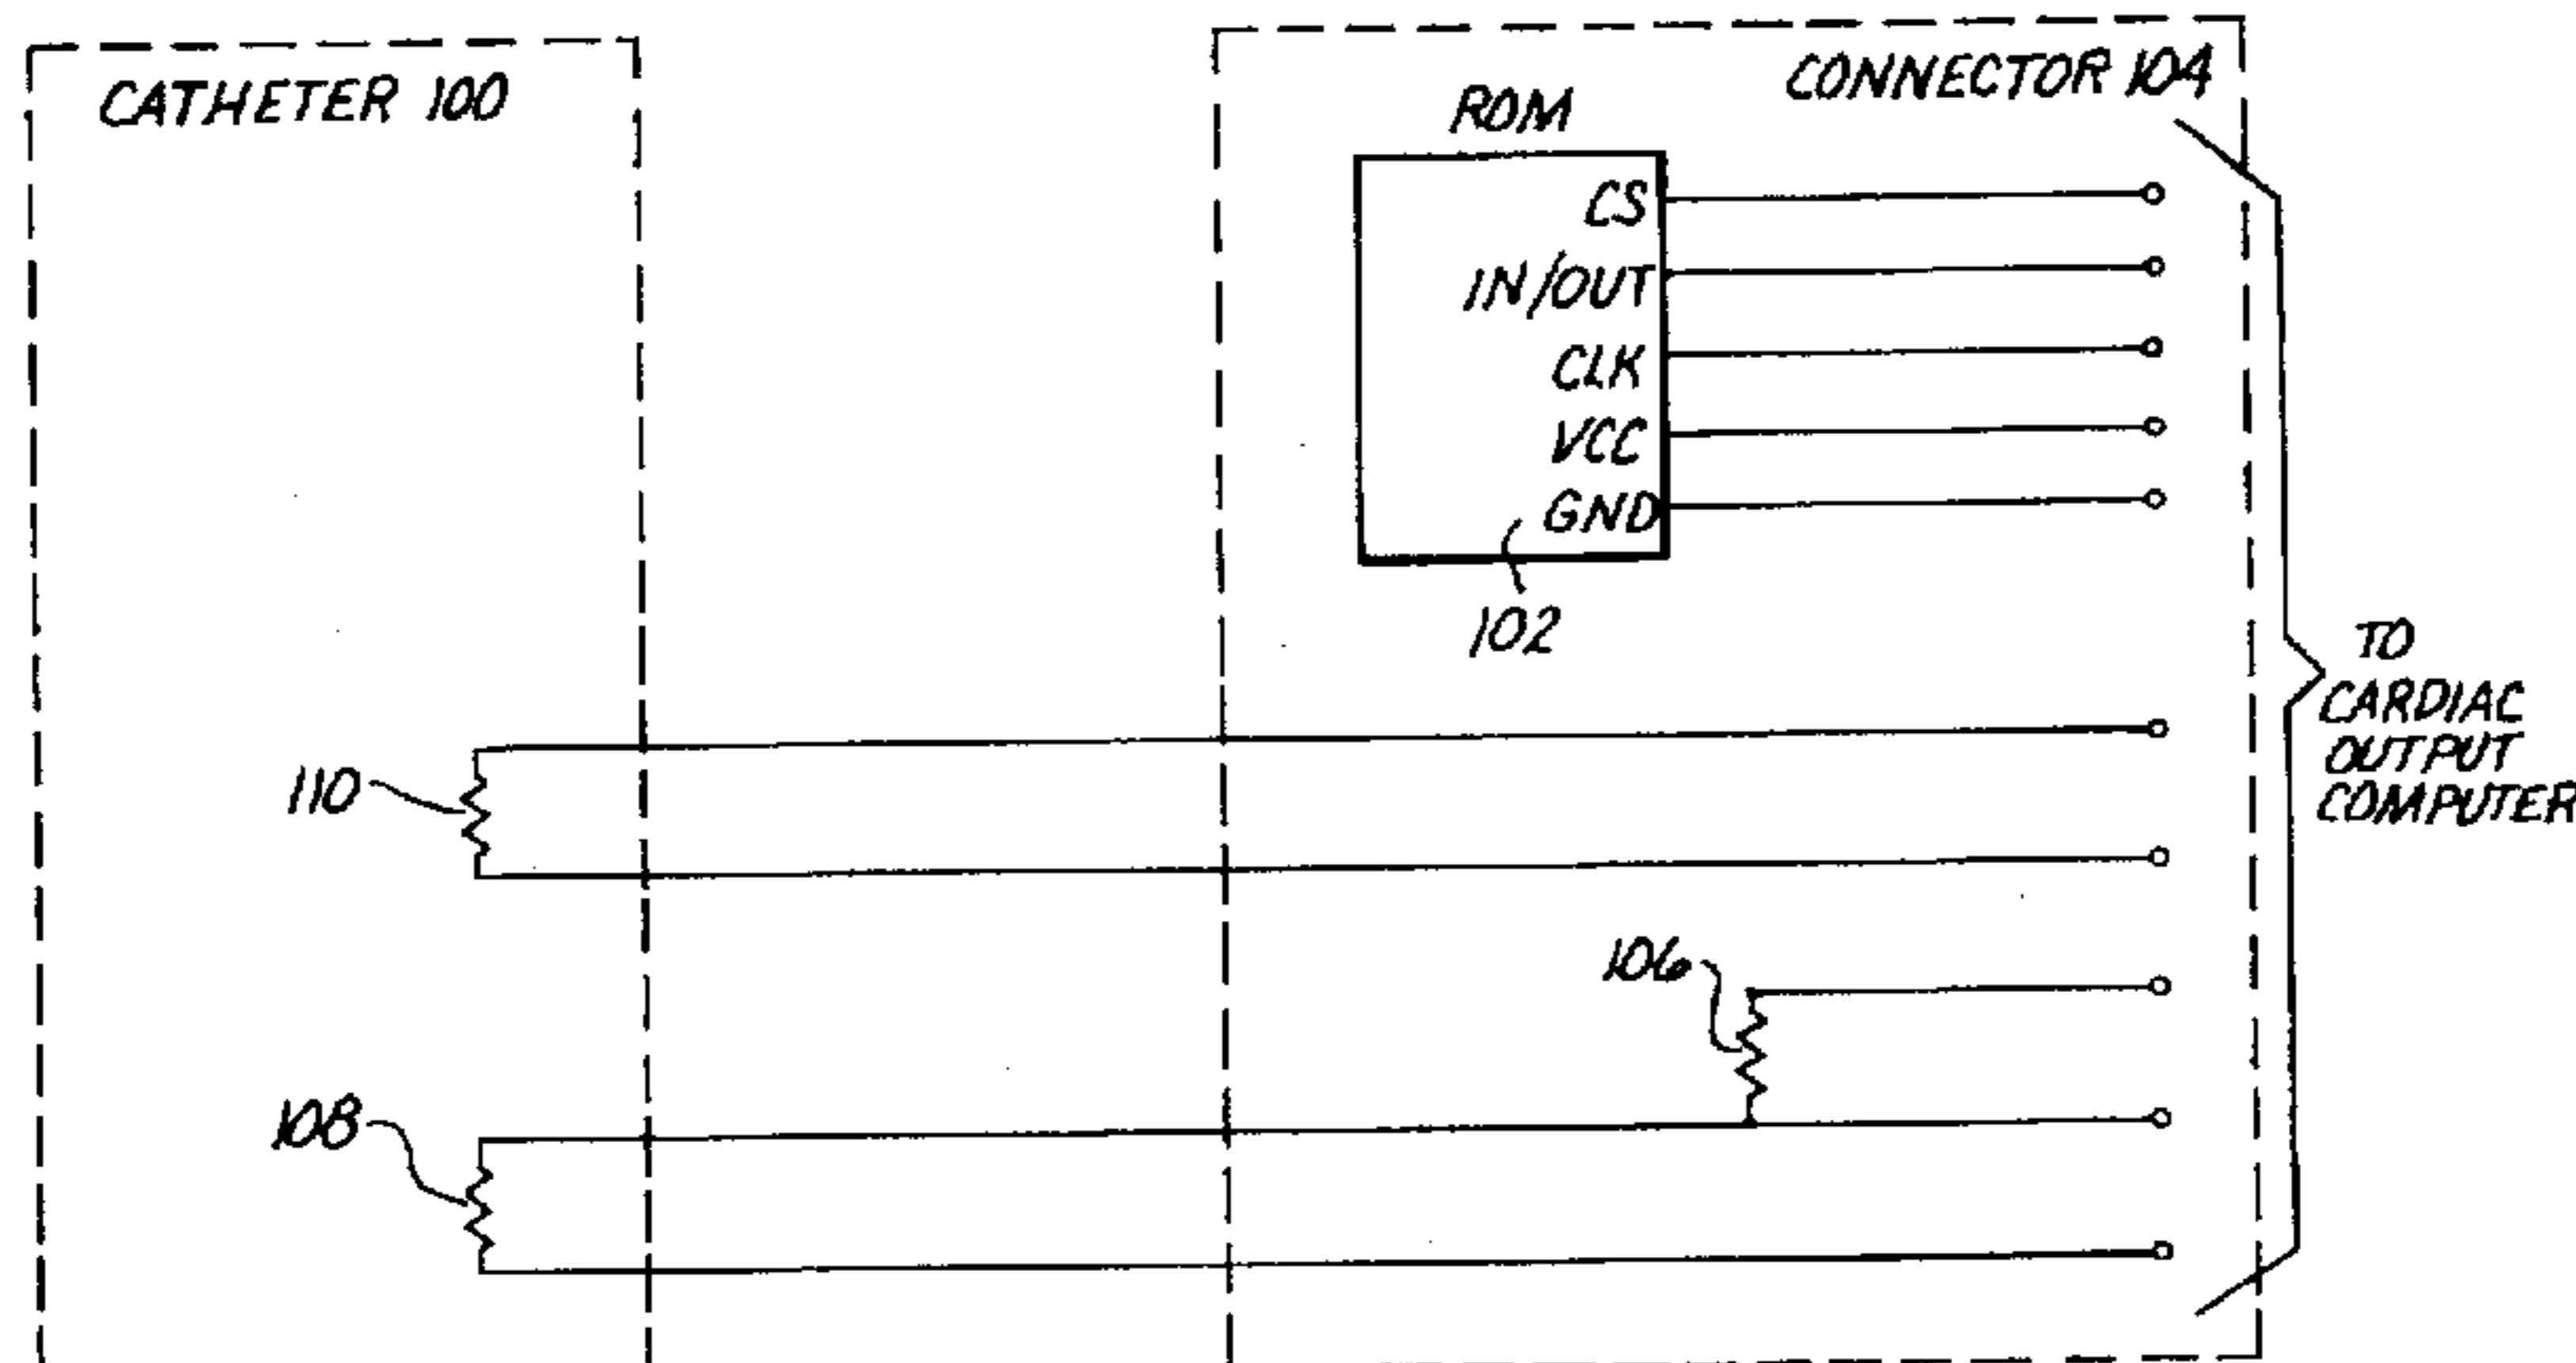 CATHETER 100
CONNECTOR 104
ROM
CS
IN/OUT
CLK
VCC
GND
102
TO
CARDIAC
OUTPUT
COMPUTER
110
106
108